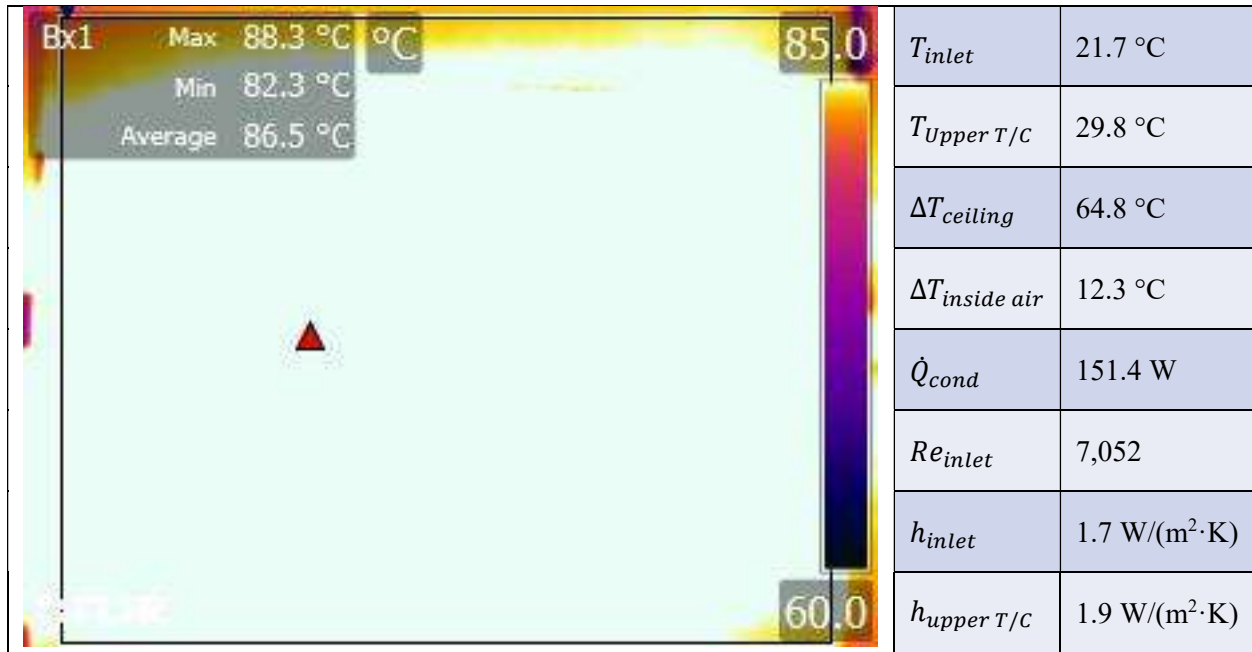 Bx1 Max 88.3 °C
Min 82.3 °C
Average 86.5 °C
°C
85.0
60.0
T_inlet 21.7 °C
T_Upper T/C 29.8 °C
ΔT_ceiling 64.8 °C
ΔT_inside air 12.3 °C
Q̇_cond 151.4 W
Re_inlet 7,052
h_inlet 1.7 W/(m²·K)
h_upper T/C 1.9 W/(m²·K)